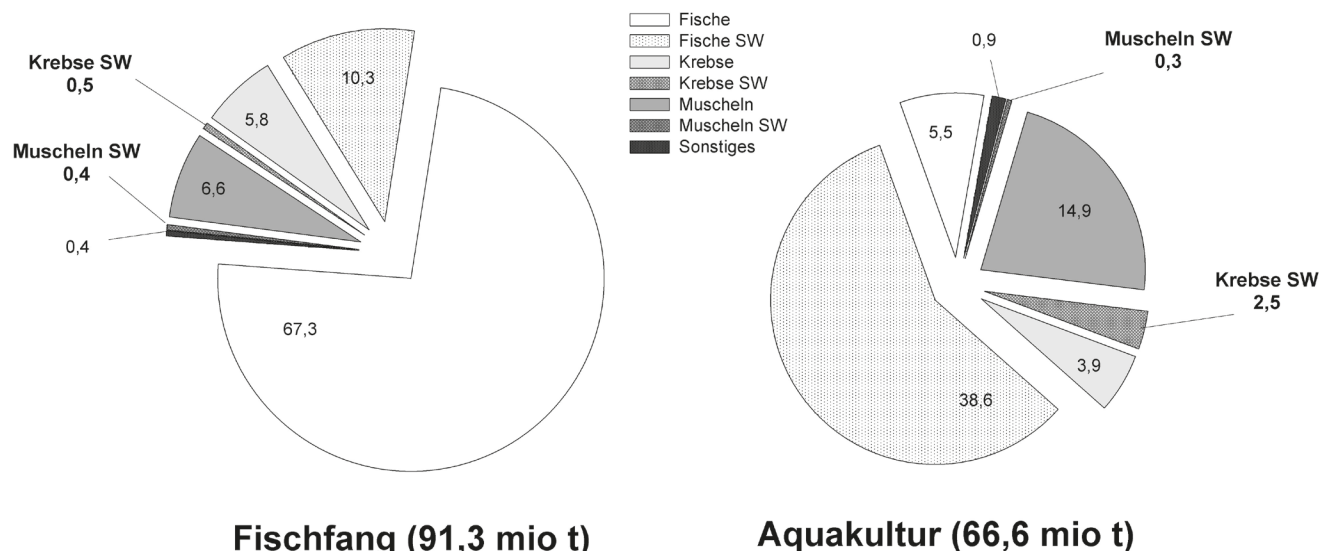 Krebse SW
0,5
Muscheln SW
0,4
0,4
6,6
5,8
10,3
67,3
Fischfang (91,3 mio t)
Fische
Fische SW
Krebse
Krebse SW
Muscheln
Muscheln SW
Sonstiges
0,9
Muscheln SW
0,3
5,5
14,9
Krebse SW
2,5
3,9
38,6
Aquakultur (66,6 mio t)